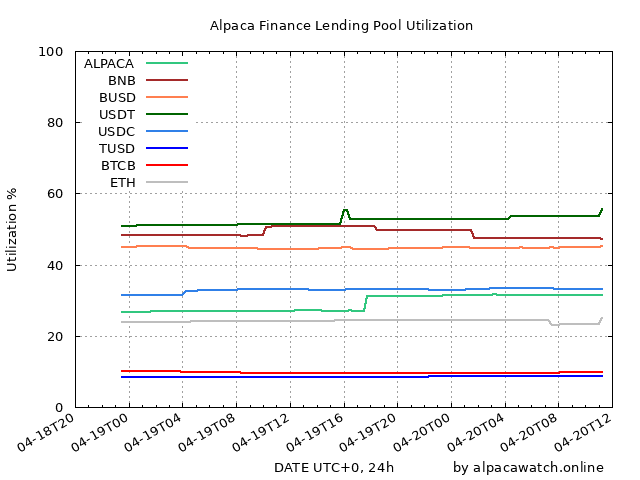 Alpaca Finance Lending Pool Utilization
100
80
60
40
20
0
Utilization %
ALPACA
BNB
BUSD
USDT
USDC
TUSD
BTCB
ETH
04-18T20
04-19T00
04-19T04
04-19T08
04-19T12
04-19T16
04-19T20
04-20T00
04-20T04
04-20T08
04-20T12
DATE UTC+0, 24h
by alpacawatch.online